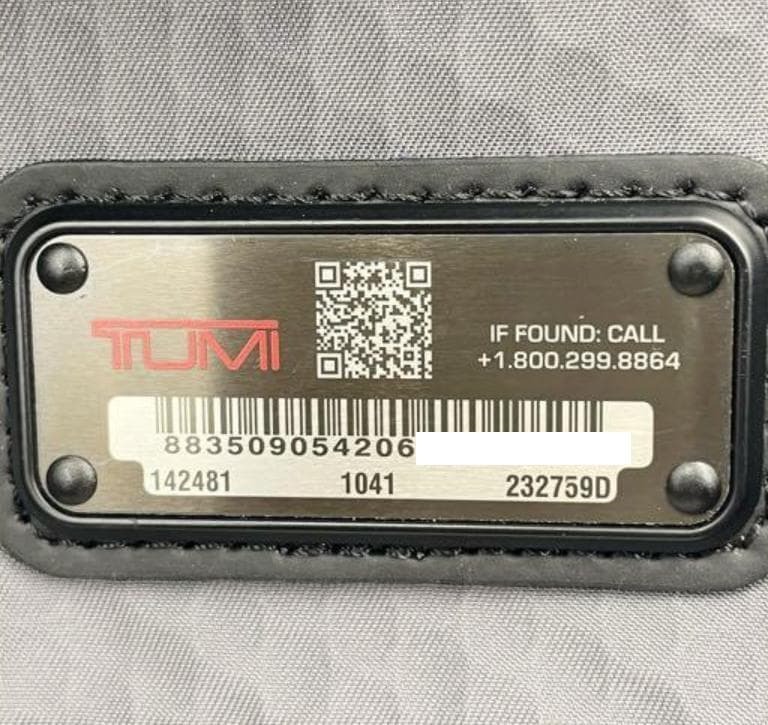 TUMI
IF FOUND: CALL
+1.800.299.8864
883509054206
142481 1041 232759D